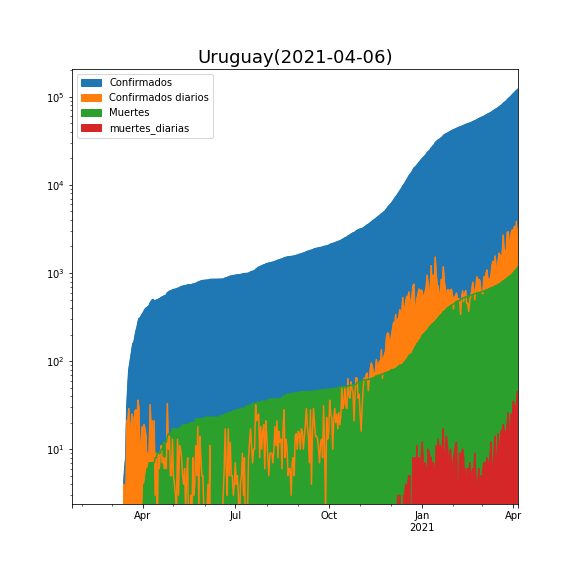 Uruguay(2021-04-06)
Confirmados
Confirmados diarios
Muertes
muertes_diarias
10⁵
10⁴
10³
10²
10¹
Apr Jul Oct Jan Apr
2021